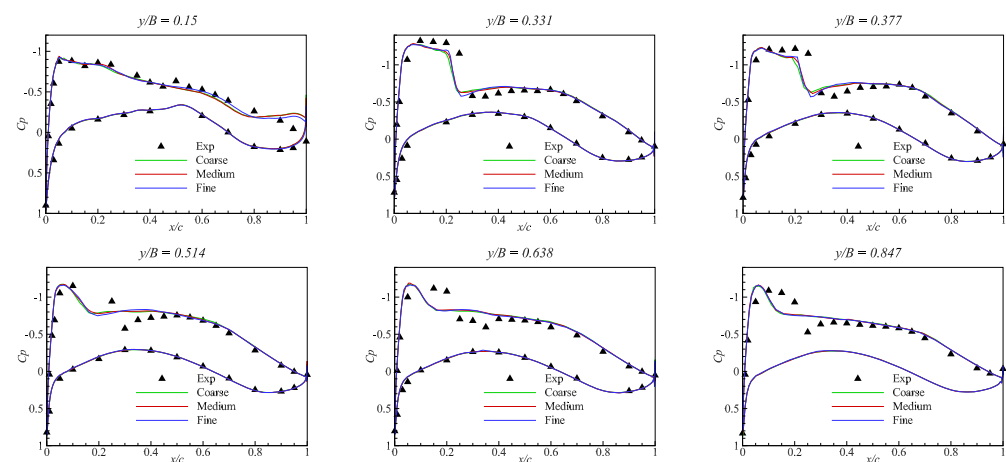 y/B = 0.15
-1
-0.5
0
0.5
1
Cp
Exp
Coarse
Medium
Fine
0 0.2 0.4 0.6 0.8 1
x/c
y/B = 0.331
-1
-0.5
0
0.5
1
Cp
Exp
Coarse
Medium
Fine
0 0.2 0.4 0.6 0.8 1
x/c
y/B = 0.377
-1
-0.5
0
0.5
1
Cp
Exp
Coarse
Medium
Fine
0 0.2 0.4 0.6 0.8 1
x/c
y/B = 0.514
-1
-0.5
0
0.5
1
Cp
Exp
Coarse
Medium
Fine
0 0.2 0.4 0.6 0.8 1
x/c
y/B = 0.638
-1
-0.5
0
0.5
1
Cp
Exp
Coarse
Medium
Fine
0 0.2 0.4 0.6 0.8 1
x/c
y/B = 0.847
-1
-0.5
0
0.5
1
Cp
Exp
Coarse
Medium
Fine
0 0.2 0.4 0.6 0.8 1
x/c